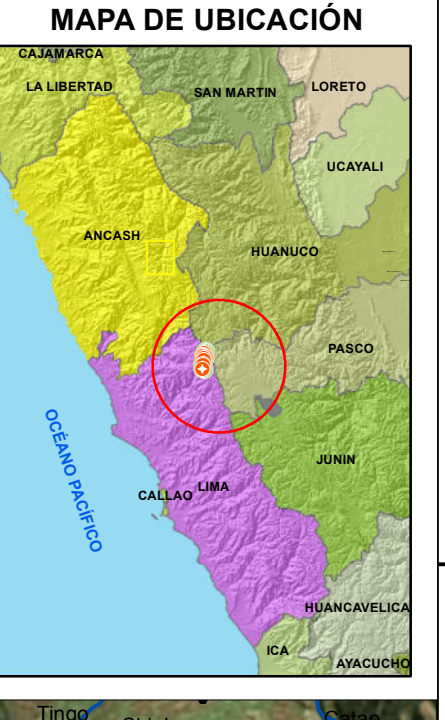 MAPA DE UBICACIÓN
CAJAMARCA
LA LIBERTAD
SAN MARTIN
LORETO
UCAYALI
ANCASH
HUANUCO
PASCO
OCÉANO PACÍFICO
JUNIN
CALLAO
LIMA
HUANCAVELICA
ICA
AYACUCHO
Tingo